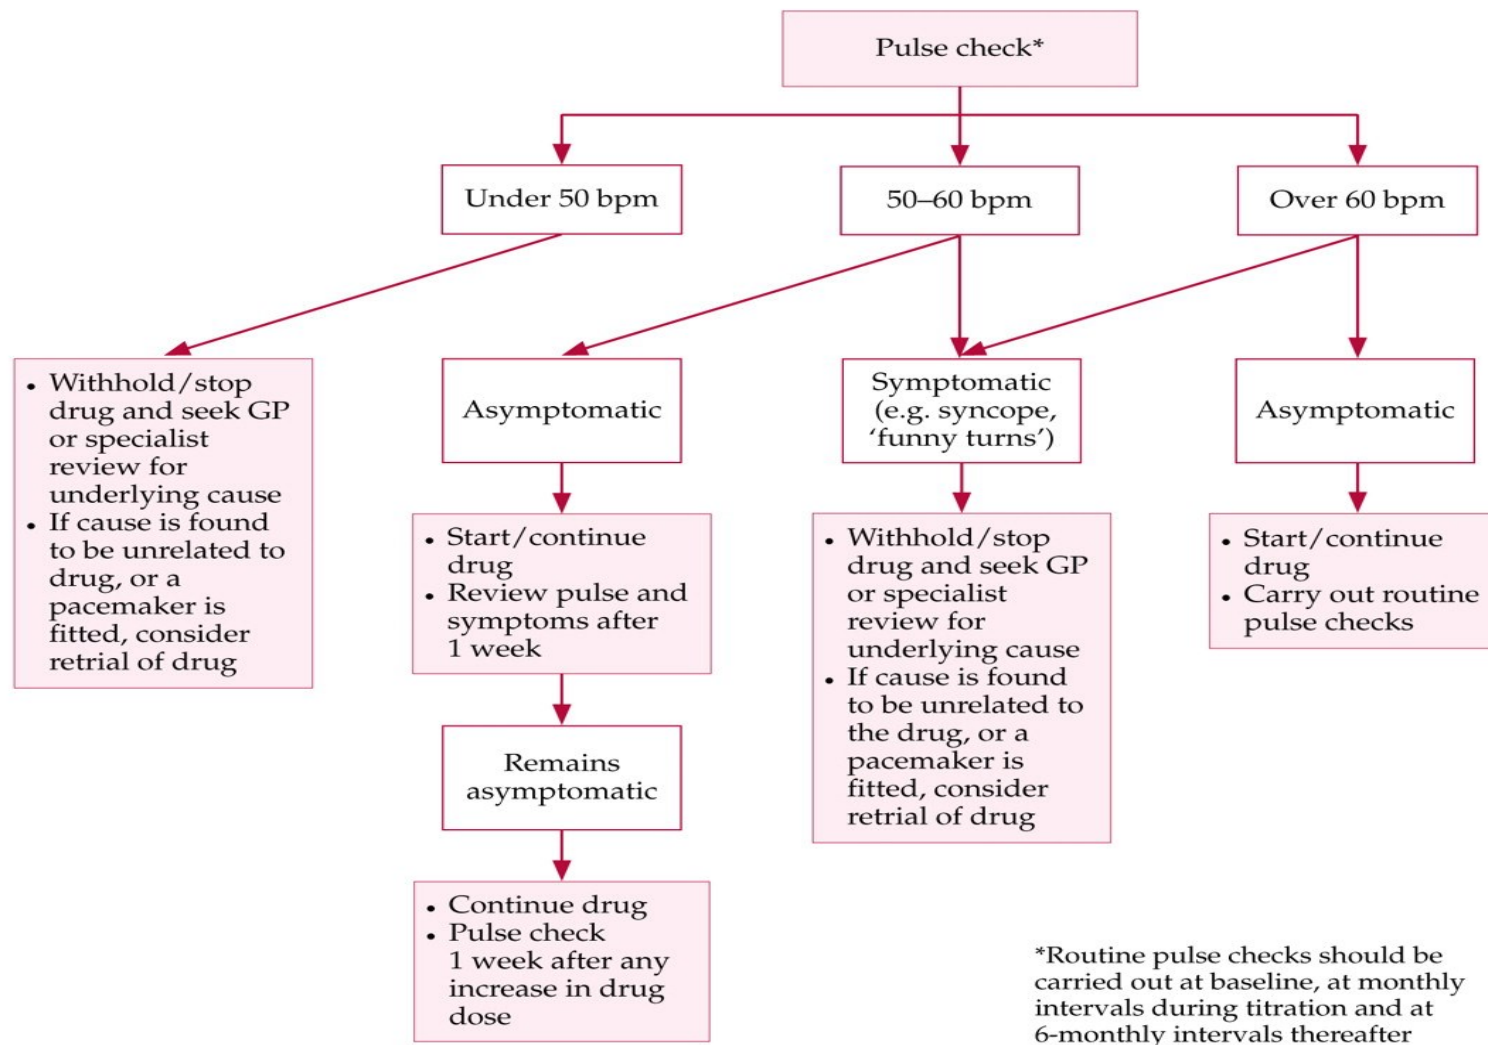 Pulse check*
Under 50 bpm
50–60 bpm
Over 60 bpm
• Withhold/stop
drug and seek GP
or specialist
review for
underlying cause
• If cause is found
to be unrelated to
drug, or a
pacemaker is
fitted, consider
retrial of drug
Asymptomatic
• Start/continue
drug
• Review pulse and
symptoms after
1 week
Remains
asymptomatic
• Continue drug
• Pulse check
1 week after any
increase in drug
dose
Symptomatic
(e.g. syncope,
‘funny turns’)
• Withhold/stop
drug and seek GP
or specialist
review for
underlying cause
• If cause is found
to be unrelated to
the drug, or a
pacemaker is
fitted, consider
retrial of drug
Asymptomatic
• Start/continue
drug
• Carry out routine
pulse checks
*Routine pulse checks should be
carried out at baseline, at monthly
intervals during titration and at
6-monthly intervals thereafter